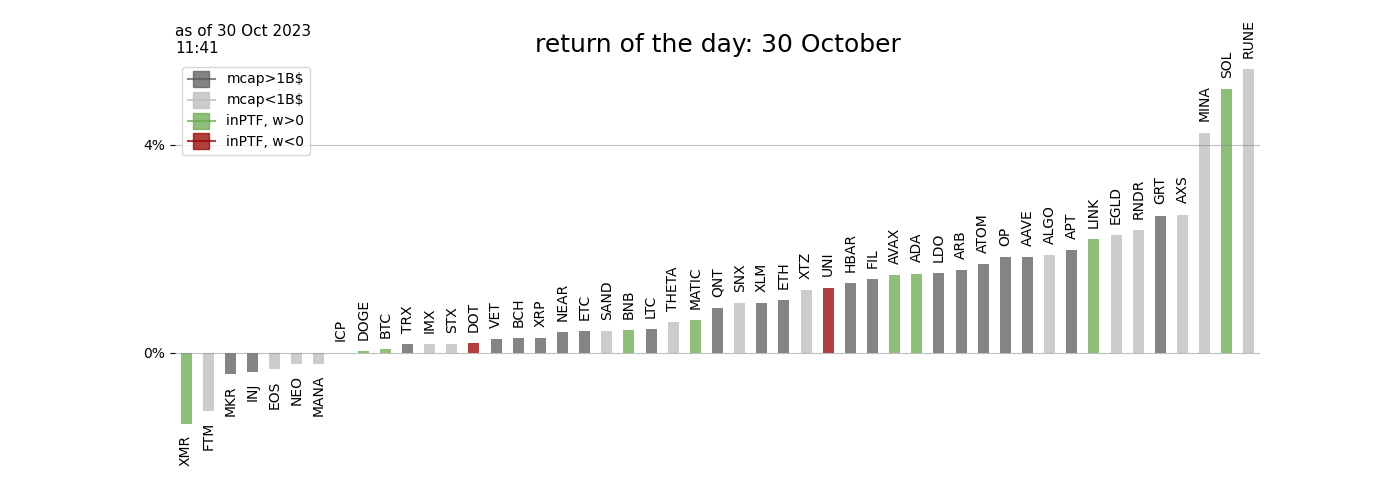 as of 30 Oct 2023
11:41
return of the day: 30 October
mcap>1B$
mcap<1B$
inPTF, w>0
inPTF, w<0
4%
0%
XMR
FTM
MKR
INJ
EOS
NEO
MANA
ICP
DOGE
BTC
TRX
IMX
STX
DOT
VET
BCH
XRP
NEAR
ETC
SAND
BNB
LTC
THETA
MATIC
QNT
SNX
XLM
ETH
XTZ
UNI
HBAR
FIL
AVAX
ADA
LDO
ARB
ATOM
OP
AAVE
ALGO
APT
LINK
EGLD
RNDR
GRT
AXS
MINA
SOL
RUNE